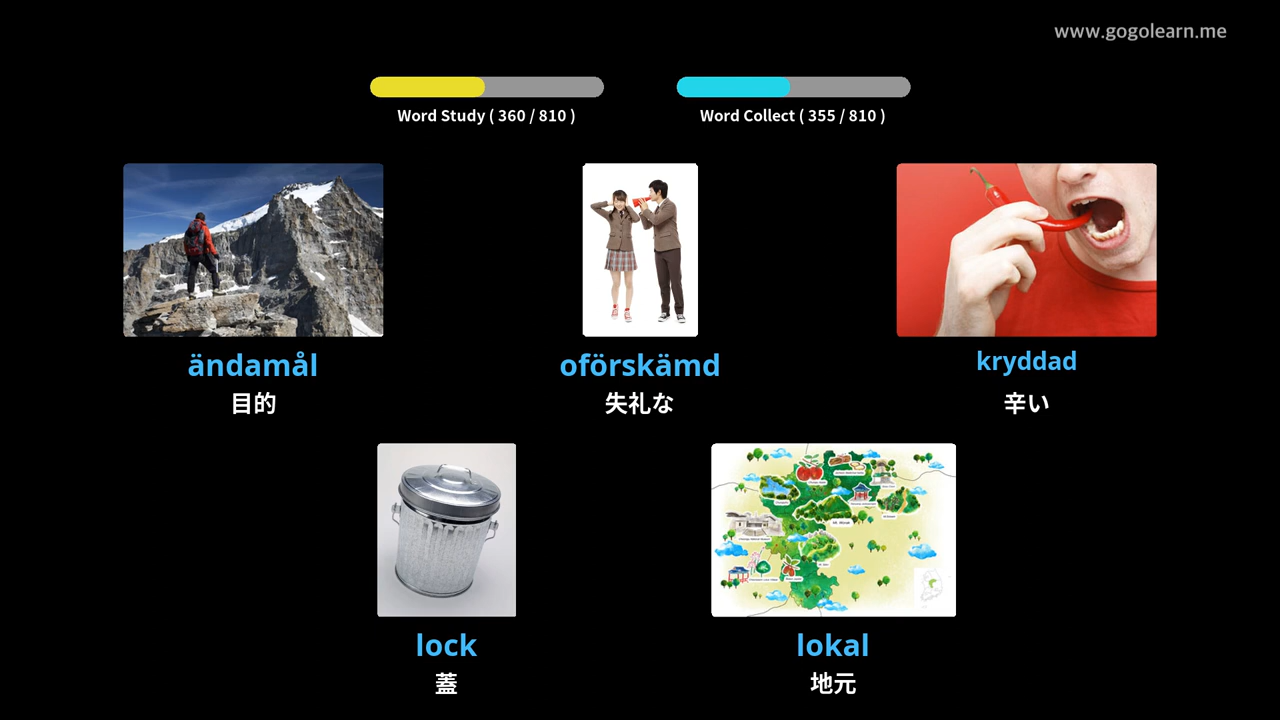 www.gogolearn.me
Word Study ( 360 / 810 )
Word Collect ( 355 / 810 )
ändamål
目的
oförskämd
失礼な
kryddad
辛い
lock
蓋
lokal
地元